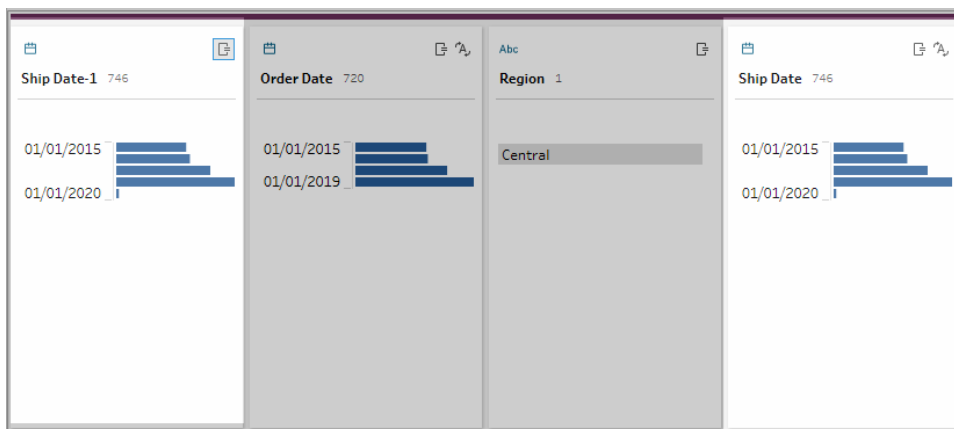 Ship Date-1 746
01/01/2015
01/01/2020
Order Date 720
01/01/2015
01/01/2019
Abc
Region 1
Central
A
Ship Date 746
01/01/2015
01/01/2020
A